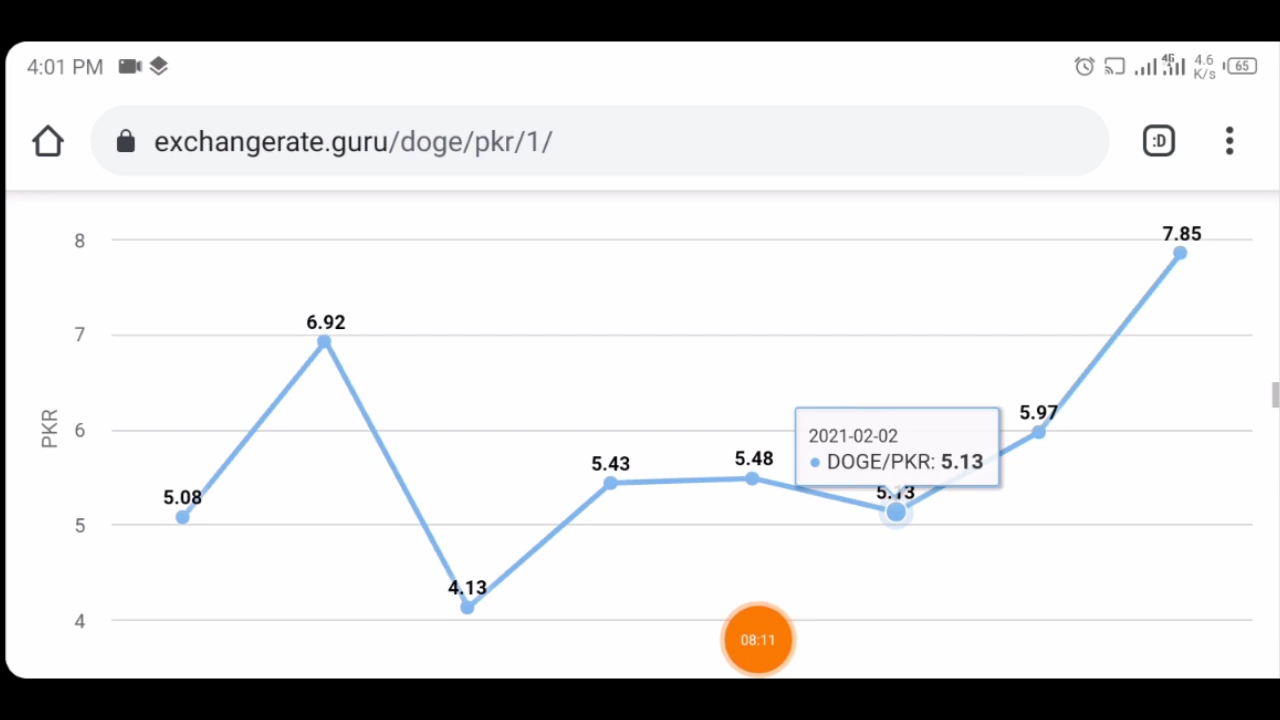 4:01 PM
4G
4.6
K/s
65
exchangerate.guru/doge/pkr/1/
:D
8
7.85
7
6.92
PKR
6
5.97
2021-02-02
DOGE/PKR: 5.13
5.43
5.48
5.08
5.13
5
4.13
4
08:11